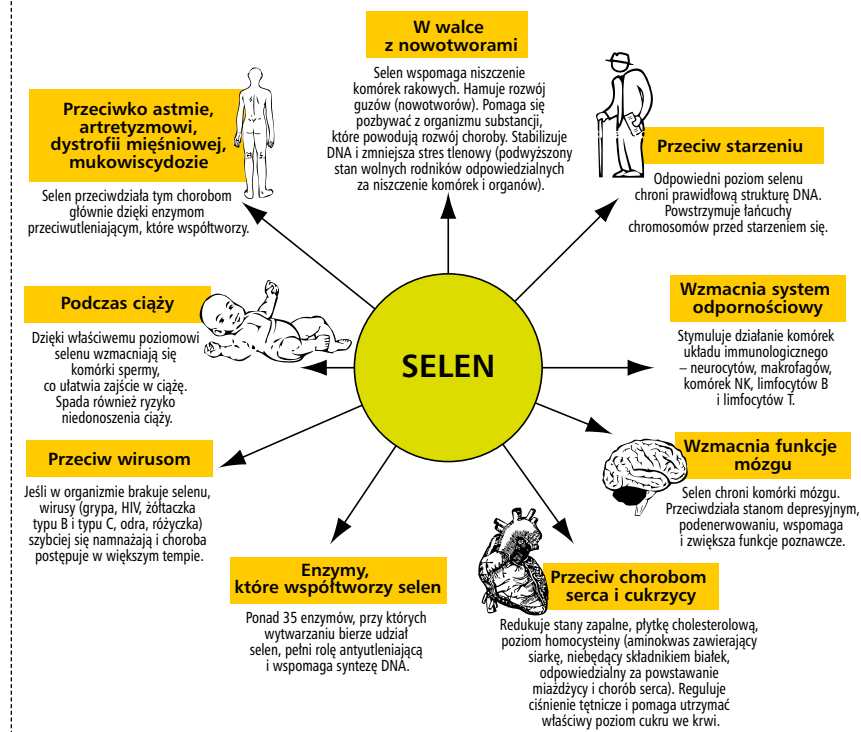 W walce
z nowotworami
Selen wspomaga niszczenie
komórek rakowych. Hamuje rozwój
guzów (nowotworów). Pomaga się
pozbywać z organizmu substancji,
które powodują rozwój choroby. Stabilizuje
DNA i zmniejsza stres tlenowy (podwyższony
stan wolnych rodników odpowiedzialnych
za niszczenie komórek i organów).
Przeciwko astmie,
artretyzmowi,
dystrofii mięśniowej,
mukowiscydozie
Selen przeciwdziała tym chorobom
głównie dzięki enzymom
przeciwutleniającym, które współtworzy.
Przeciw starzeniu
Odpowiedni poziom selenu
chroni prawidłową strukturę DNA.
Powstrzymuje łańcuchy
chromosomów przed starzeniem się.
Podczas ciąży
Dzięki właściwemu poziomowi
selenu wzmacniają się
komórki spermy,
co ułatwia zajście w ciążę.
Spada również ryzyko
niedonoszenia ciąży.
SELEN
Wzmacnia system
odpornościowy
Stymuluje działanie komórek
układu immunologicznego
– neurocytów, makrofagów,
komórek NK, limfocytów B
i limfocytów T.
Przeciw wirusom
Jeśli w organizmie brakuje selenu,
wirusy (grypa, HIV, żółtaczka
typu B i typu C, odra, różyczka)
szybciej się namnażają i choroba
postępuje w większym tempie.
Wzmacnia funkcje
mózgu
Selen chroni komórki mózgu.
Przeciwdziała stanom depresyjnym,
podenerwowaniu, wspomaga
i zwiększa funkcje poznawcze.
Enzymy,
które współtworzy selen
Ponad 35 enzymów, przy których
wytwarzaniu bierze udział
selen, pełni rolę antyutleniającą
i wspomaga syntezę DNA.
Przeciw chorobom
serca i cukrzycy
Redukuje stany zapalne, płytkę cholesterolową,
poziom homocysteiny (aminokwas zawierający
siarkę, niebędący składnikiem białek,
odpowiedzialny za powstawanie
miażdżycy i chorób serca). Reguluje
ciśnienie tętnicze i pomaga utrzymać
właściwy poziom cukru we krwi.